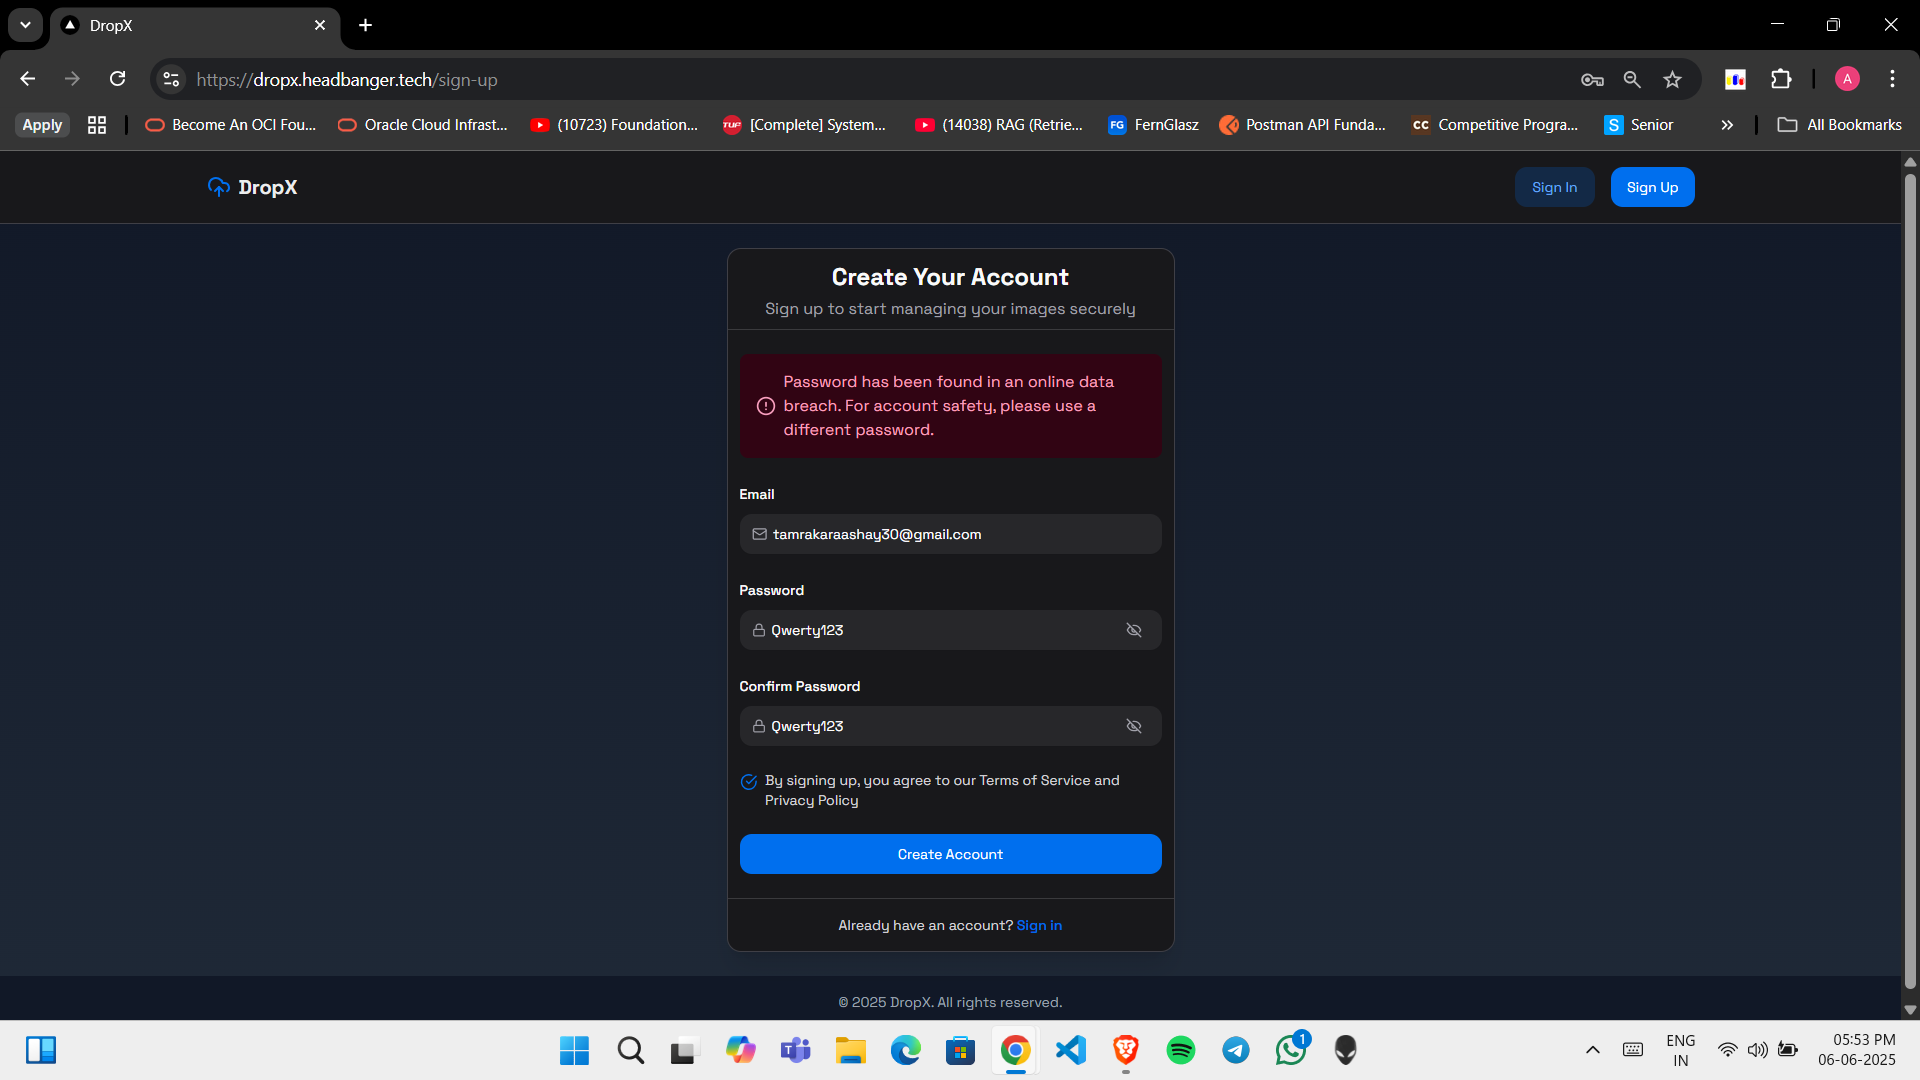 DropX
https://dropx.headbanger.tech/sign-up
A
Apply
Become An OCI Fou...
Oracle Cloud Infrast...
(10723) Foundation...
TUF
[Complete] System...
(14038) RAG (Retrie...
FG
FernGlasz
Postman API Funda...
CC
Competitive Progra...
S
Senior
All Bookmarks
DropX
Sign In
Sign Up
Create Your Account
Sign up to start managing your images securely
Password has been found in an online data
breach. For account safety, please use a
different password.
Email
tamrakaraashay30@gmail.com
Password
Qwerty123
Confirm Password
Qwerty123
By signing up, you agree to our Terms of Service and
Privacy Policy
Create Account
Already have an account? Sign in
© 2025 DropX. All rights reserved.
1
ENG
IN
05:53 PM
06-06-2025